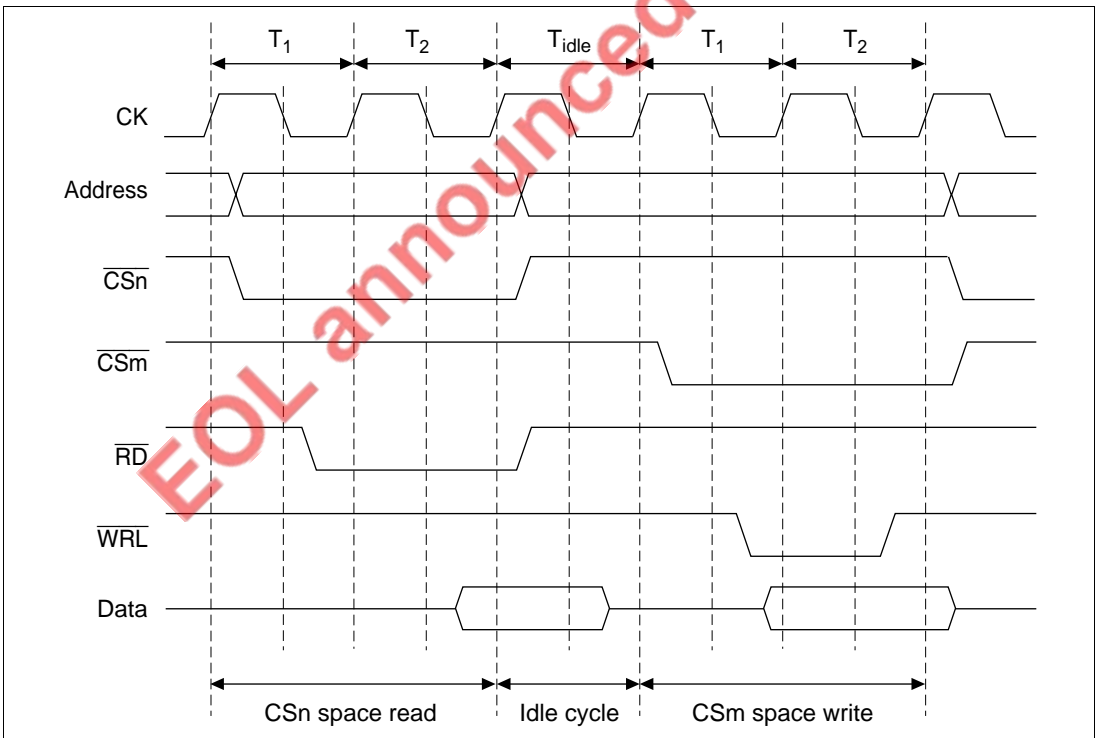 T1 T2 Tidle T1 T2
CK
Address
CSn
CSm
RD
WRL
Data
CSn space read Idle cycle CSm space write
EOL announced